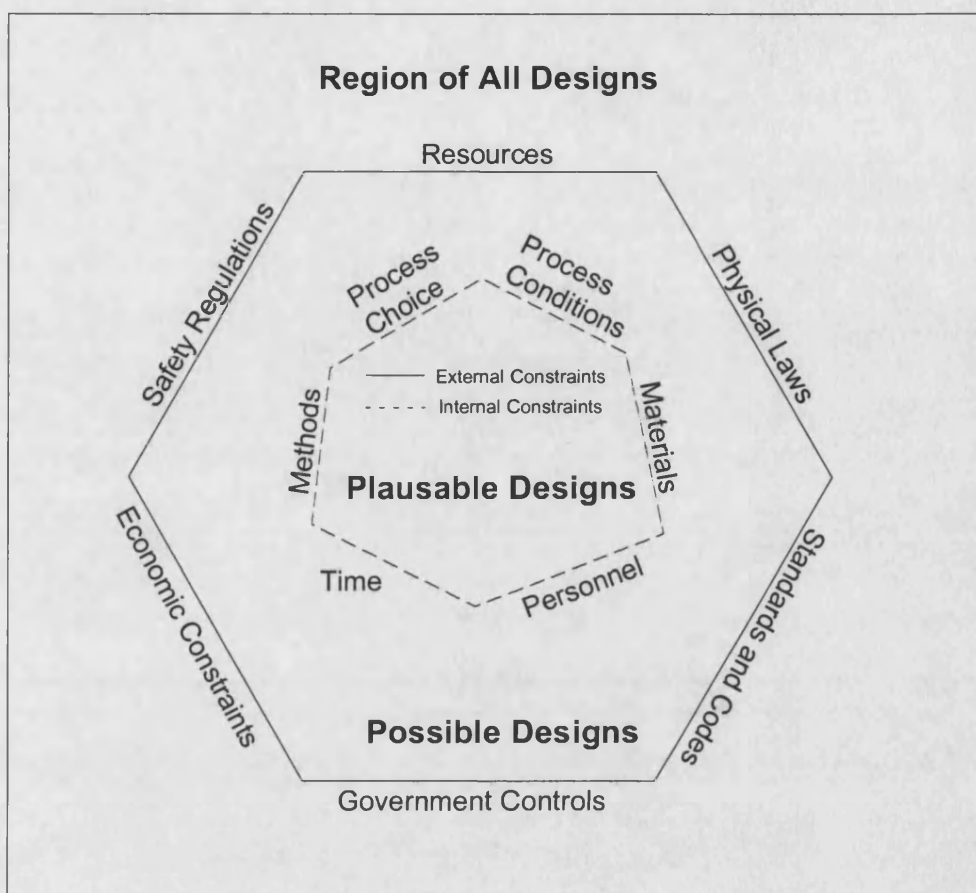 Region of All Designs
Resources
Safety Regulations
Physical Laws
Process
Choice
Process
Conditions
External Constraints
Internal Constraints
Methods
Materials
Plausable Designs
Economic Constraints
Standards and Codes
Time
Personnel
Possible Designs
Government Controls